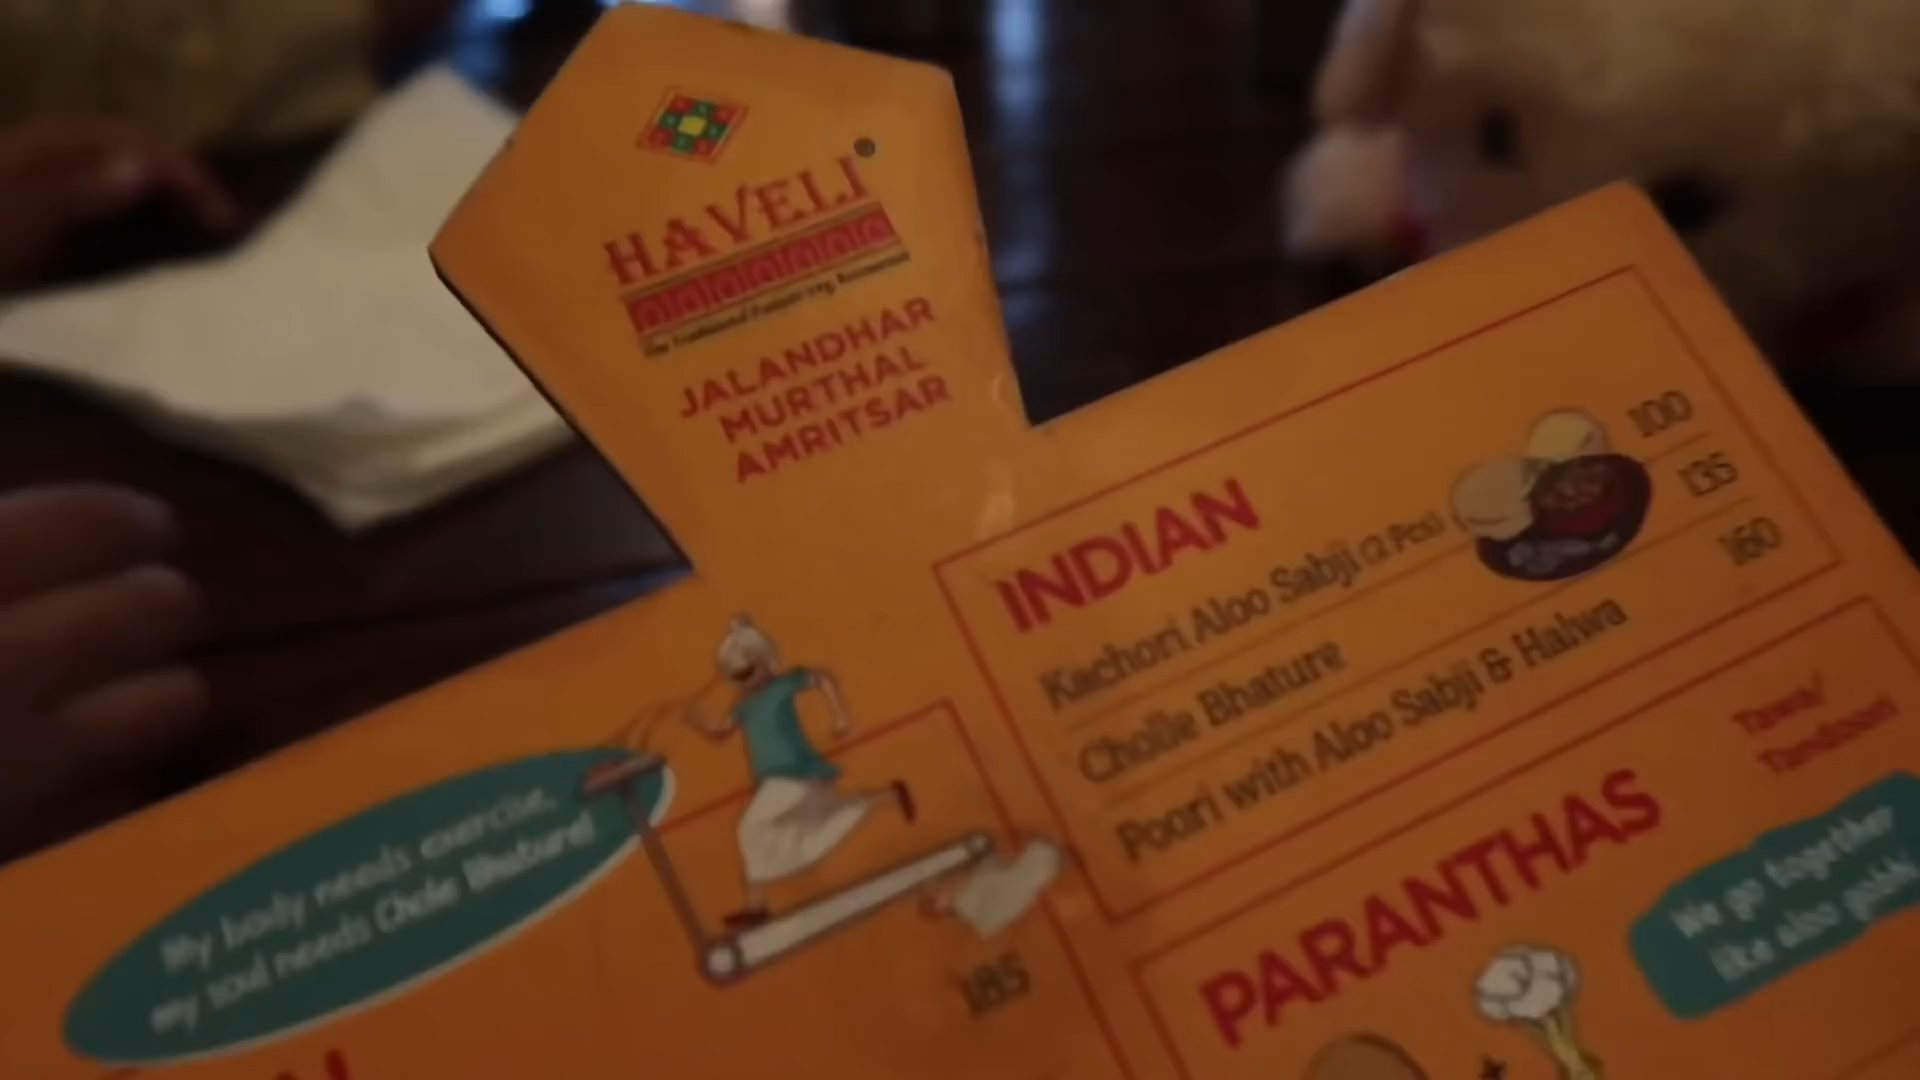 HAVELI
JALANDHAR
MURTHAL
AMRITSAR
INDIAN
Kachori Aloo Sabji (2 Pcs) 100
Cholle Bhature 135
Poori with Aloo Sabji & Halwa 160
My body needs exercise,
my soul needs Chole Bhature!
185
PARANTHAS
Tawa/
Tandoori
We go together
like aloo gobhi
+